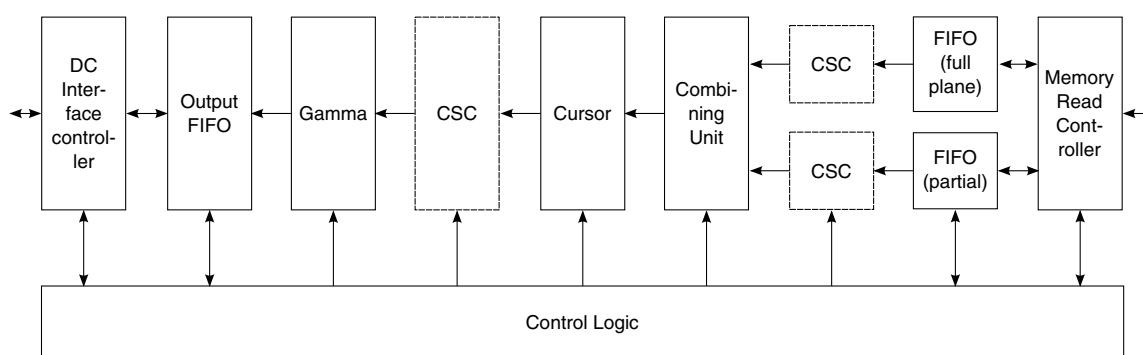 DC
Inter-
face
control-
ler
Output
FIFO
Gamma
CSC
Cursor
Combi-
ning
Unit
CSC
CSC
FIFO
(full
plane)
FIFO
(partial)
Memory
Read
Cont-
roller
Control Logic